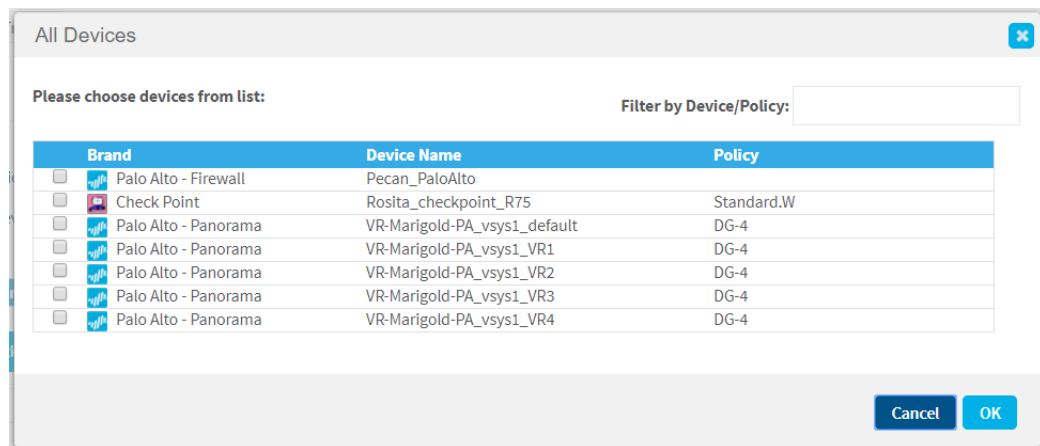 All Devices
Please choose devices from list:
Filter by Device/Policy:
Brand Device Name Policy
Palo Alto - Firewall Pecan_PaloAlto
Check Point Rosita_checkpoint_R75 Standard.W
Palo Alto - Panorama VR-Marigold-PA_vsys1_default DG-4
Palo Alto - Panorama VR-Marigold-PA_vsys1_VR1 DG-4
Palo Alto - Panorama VR-Marigold-PA_vsys1_VR2 DG-4
Palo Alto - Panorama VR-Marigold-PA_vsys1_VR3 DG-4
Palo Alto - Panorama VR-Marigold-PA_vsys1_VR4 DG-4
Cancel OK